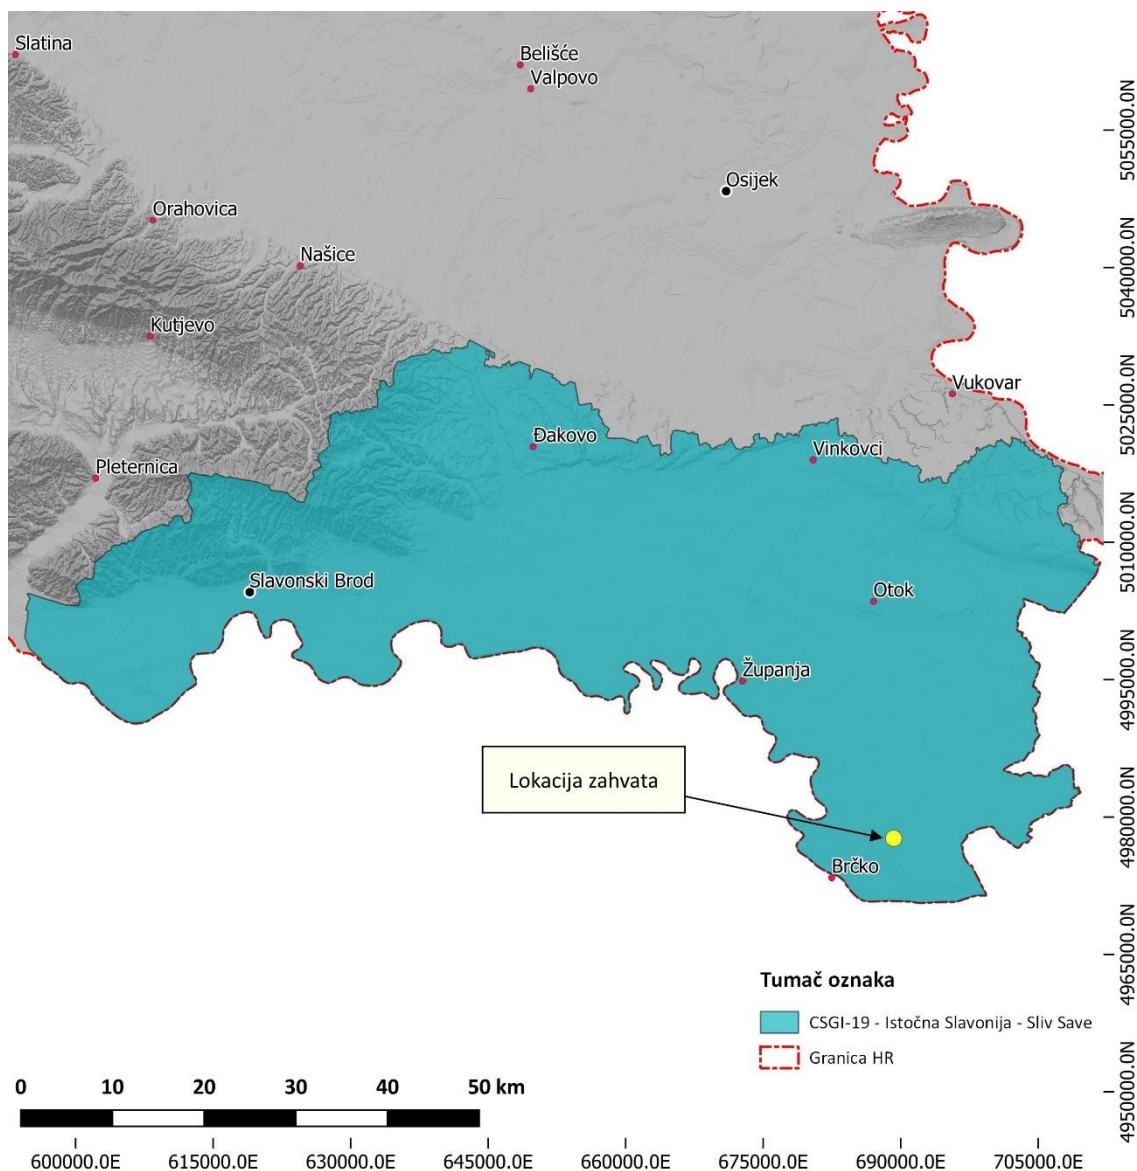 Slatina
Belišće
Valpovo
Osijek
Orahovica
Našice
Kutjevo
Vukovar
Đakovo
Vinkovci
Pleternica
Slavonski Brod
Otok
Županja
Lokacija zahvata
Brčko
Tumač oznaka
CSGI-19 - Istočna Slavonija - Sliv Save
Granica HR
0 10 20 30 40 50 km
600000.0E 615000.0E 630000.0E 645000.0E 660000.0E 675000.0E 690000.0E 705000.0E
5055000.0N
5040000.0N
5025000.0N
5010000.0N
4995000.0N
4980000.0N
4965000.0N
4950000.0N